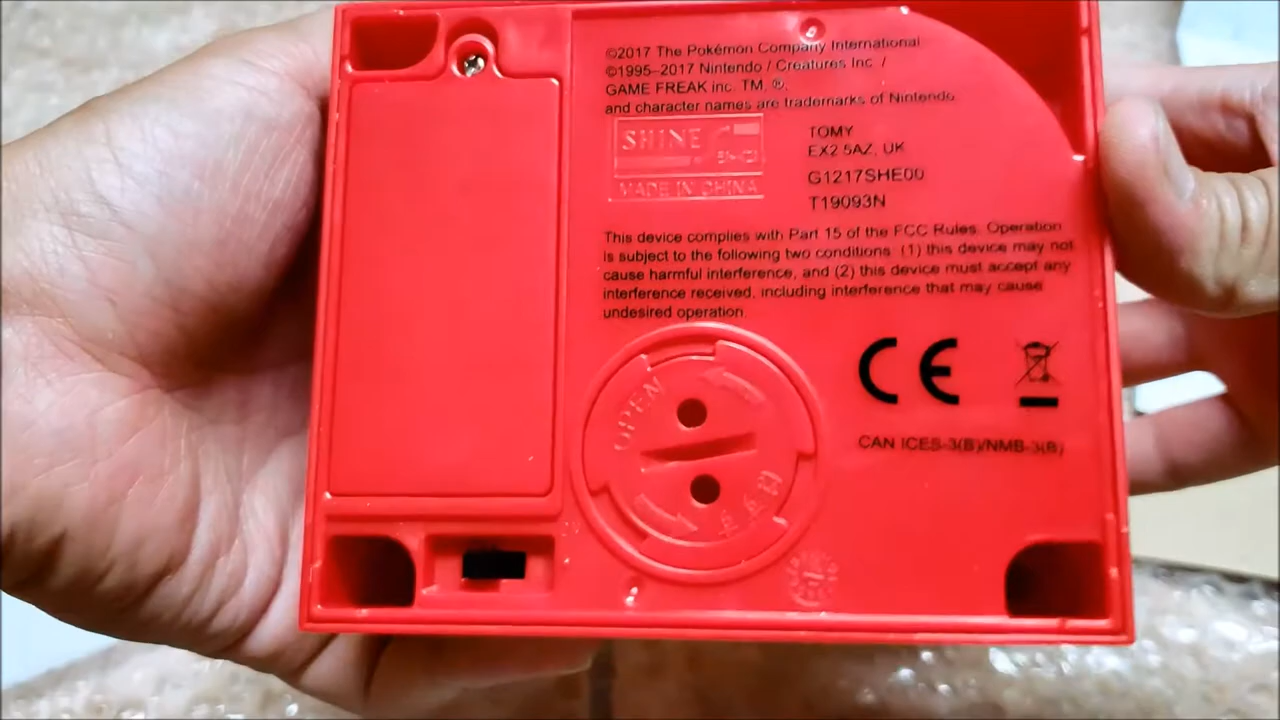 ©2017 The Pokémon Company International
©1995–2017 Nintendo / Creatures Inc. /
GAME FREAK inc. TM, ®,
and character names are trademarks of Nintendo.
SHINE
MADE IN CHINA
TOMY
EX2 5AZ, UK
G1217SHE00
T19093N
This device complies with Part 15 of the FCC Rules. Operation
is subject to the following two conditions: (1) this device may not
cause harmful interference, and (2) this device must accept any
interference received, including interference that may cause
undesired operation.
CE
CAN ICES-3(B)/NMB-3(B)
OPEN